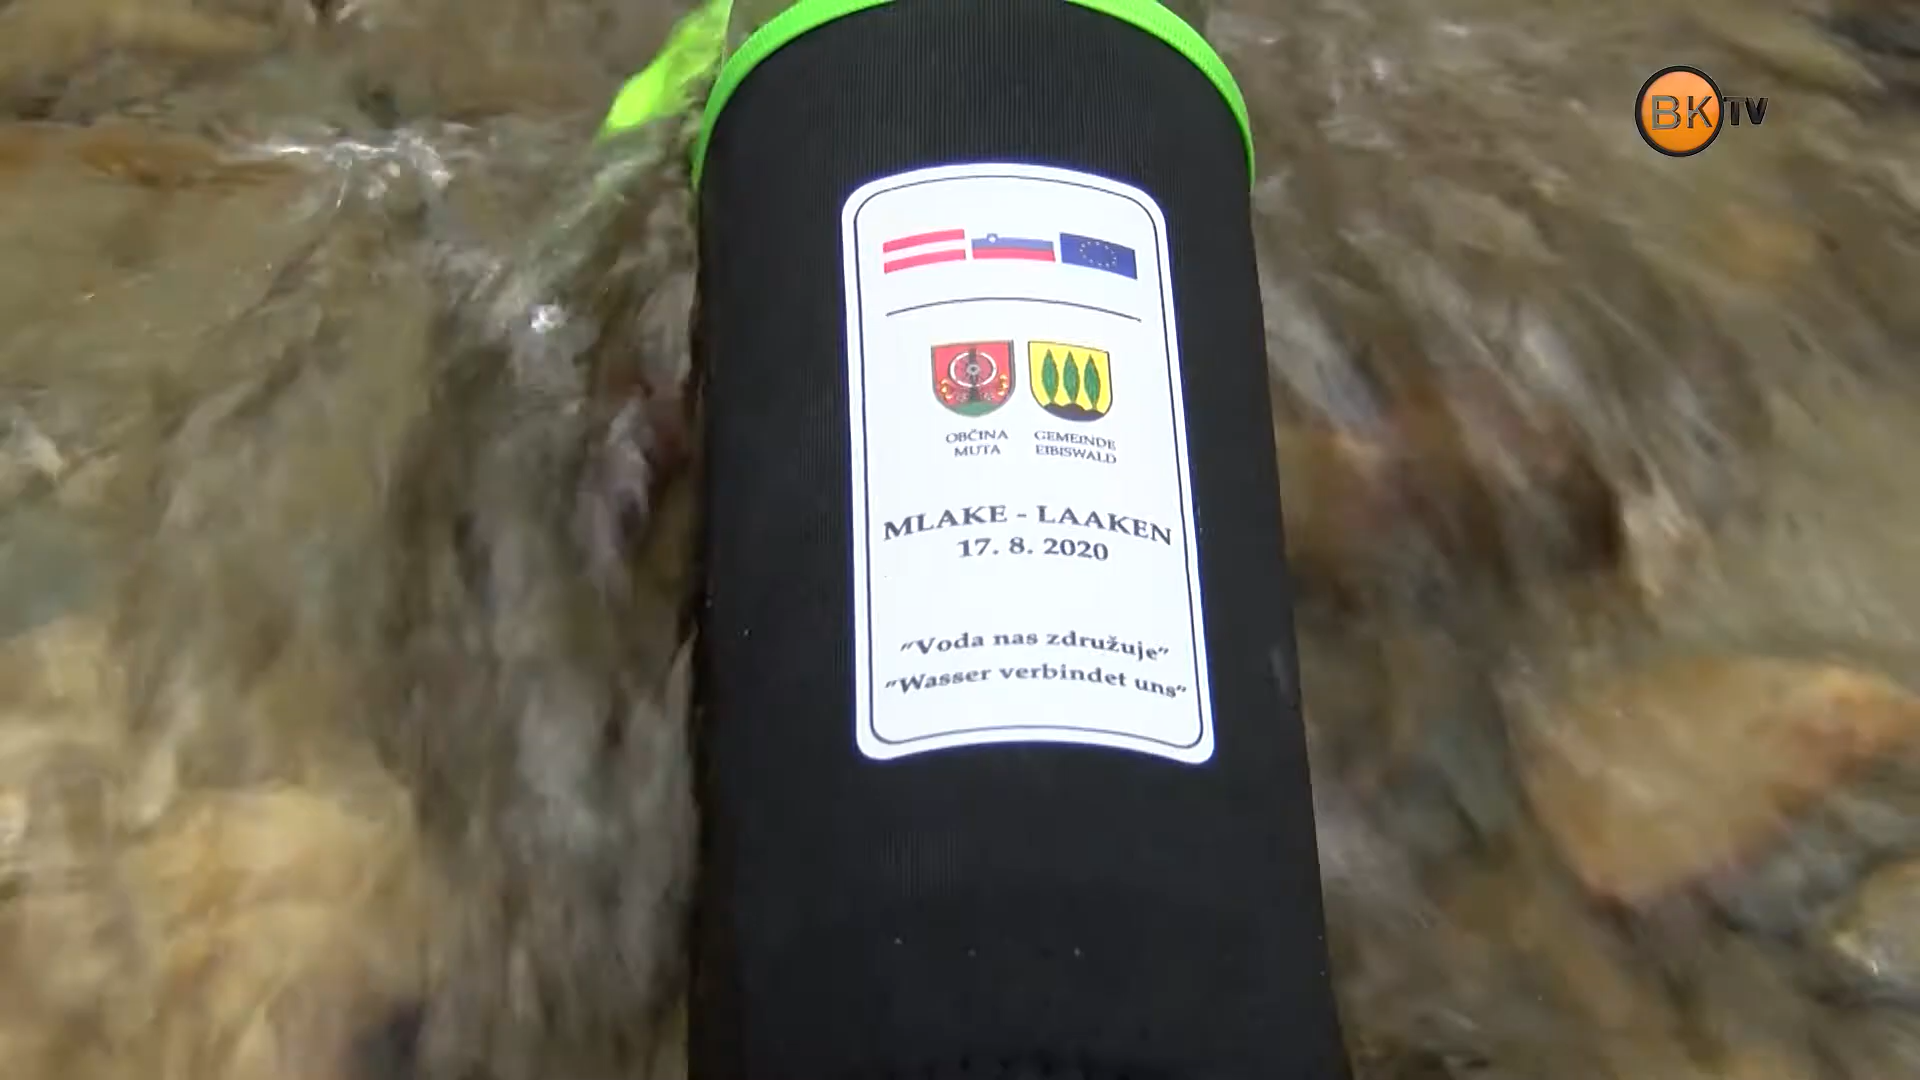 BK TV
OBČINA
MUTA
GEMEINDE
EIBISWALD
MLAKE - LAAKEN
17. 8. 2020
"Voda nas združuje"
"Wasser verbindet uns"